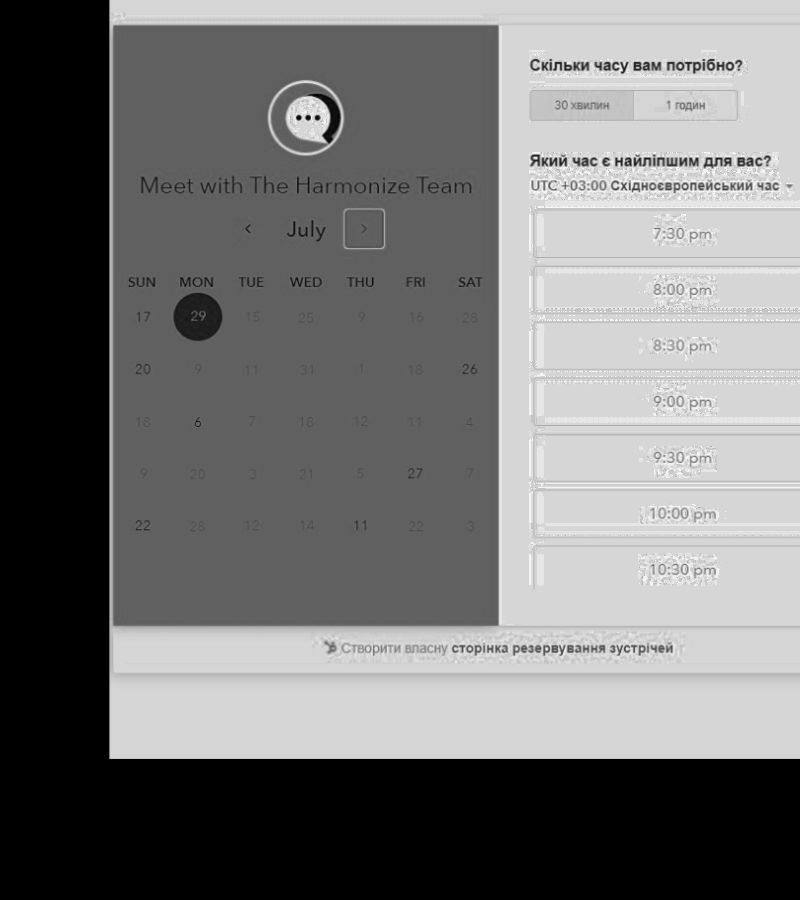 Meet with The Harmonize Team
July
SUN MON TUE WED THU FRI SAT
17 29 15 25 9 16 28
20 9 11 31 1 18 26
18 6 7 18 12 11 4
9 20 3 21 5 27 7
22 28 12 14 11 22 3
Скільки часу вам потрібно?
30 хвилин 1 годин
Який час є найліпшим для вас?
UTC +03:00 Східноєвропейський час
7:30 pm
8:00 pm
8:30 pm
9:00 pm
9:30 pm
10:00 pm
10:30 pm
Створити власну сторінка резервування зустрічей